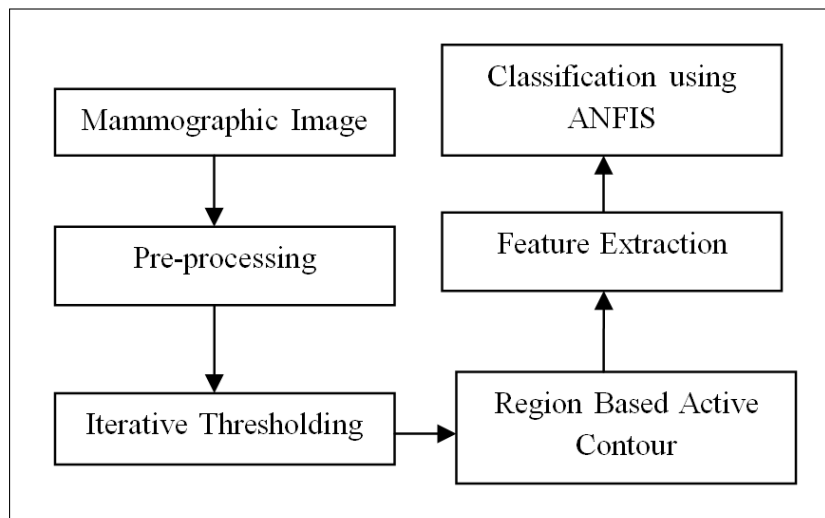 Mammographic Image
Pre-processing
Iterative Thresholding
Region Based Active
Contour
Feature Extraction
Classification using
ANFIS